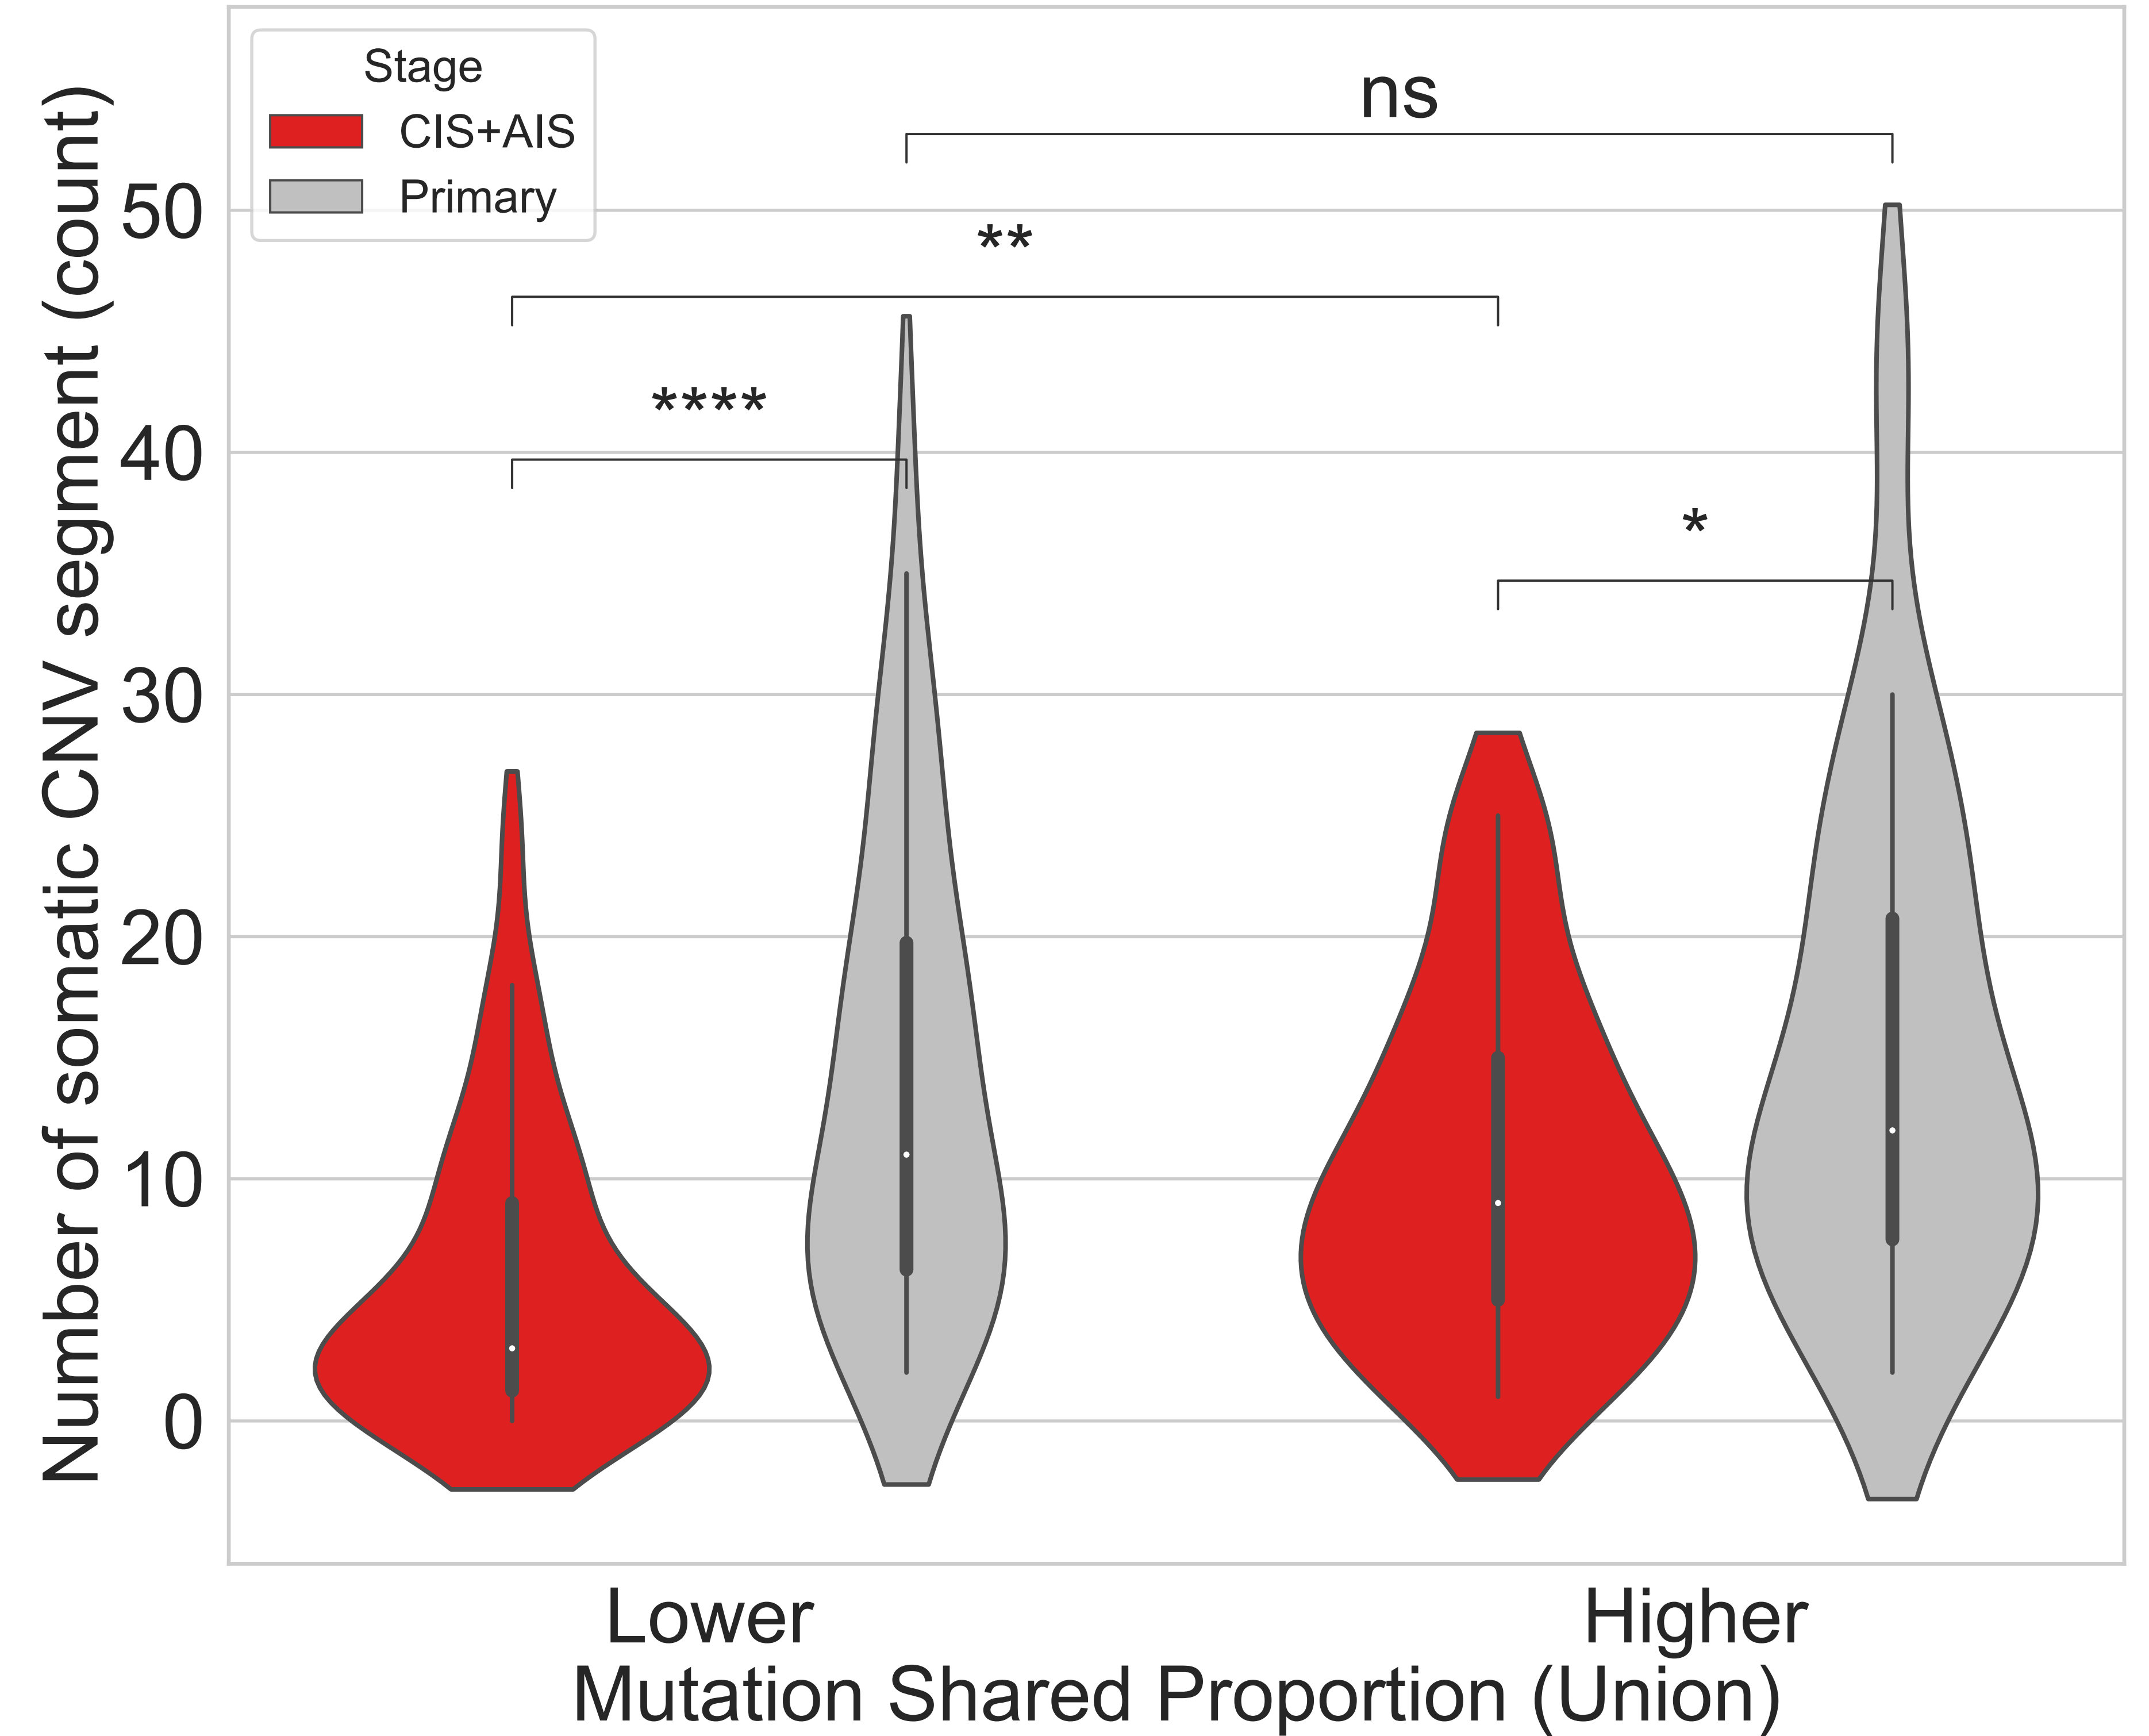 Stage
CIS+AIS
Primary
ns
**
****
*
Number of somatic CNV segment (count)
50
40
30
20
10
0
Lower
Higher
Mutation Shared Proportion (Union)